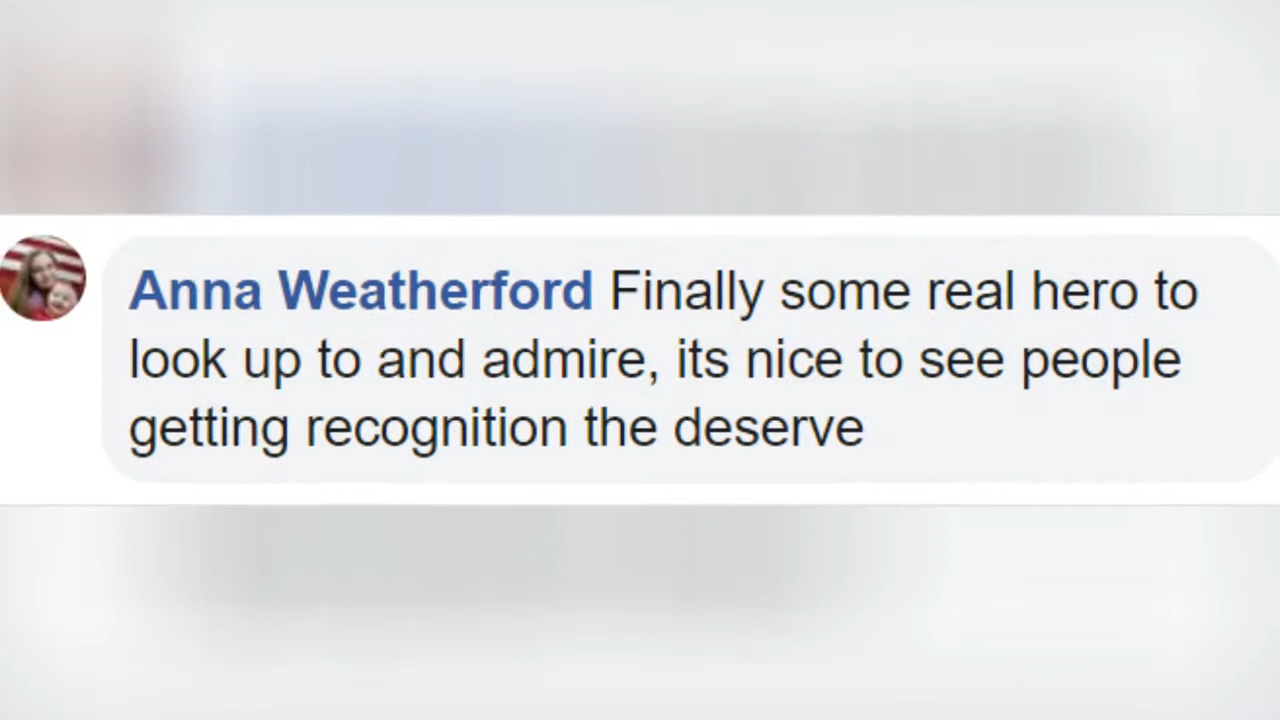 Anna Weatherford Finally some real hero to
look up to and admire, its nice to see people
getting recognition the deserve